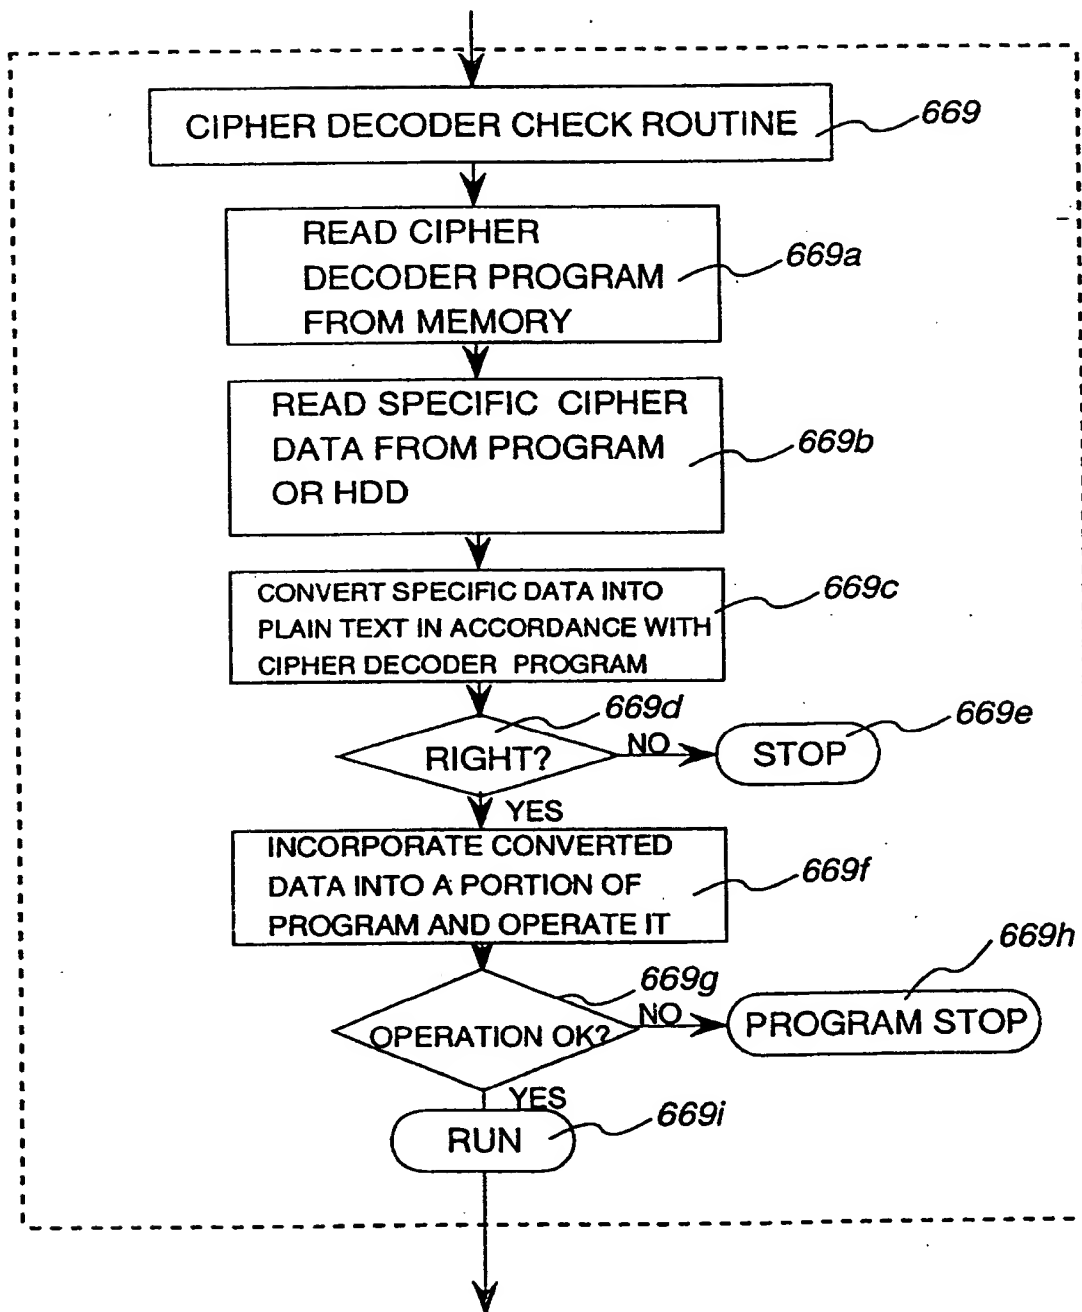 CIPHER DECODER CHECK ROUTINE
669
READ CIPHER
DECODER PROGRAM
FROM MEMORY
669a
READ SPECIFIC CIPHER
DATA FROM PROGRAM
OR HDD
669b
CONVERT SPECIFIC DATA INTO
PLAIN TEXT IN ACCORDANCE WITH
CIPHER DECODER PROGRAM
669c
669d
RIGHT?
NO
STOP
669e
YES
INCORPORATE CONVERTED
DATA INTO A PORTION OF
PROGRAM AND OPERATE IT
669f
669g
OPERATION OK?
NO
PROGRAM STOP
669h
YES
RUN
669i